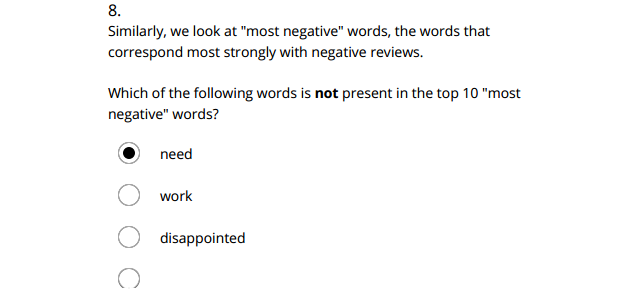 8.
Similarly, we look at "most negative" words, the words that
correspond most strongly with negative reviews.
Which of the following words is not present in the top 10 "most
negative" words?
need
work
disappointed